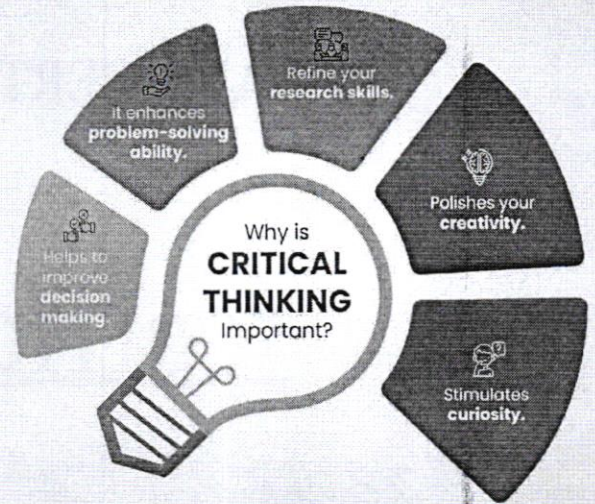 Why is
CRITICAL
THINKING
Important?
Helps to
improve
decision
making.
It enhances
problem-solving
ability.
Refine your
research skills.
Polishes your
creativity.
Stimulates
curiosity.